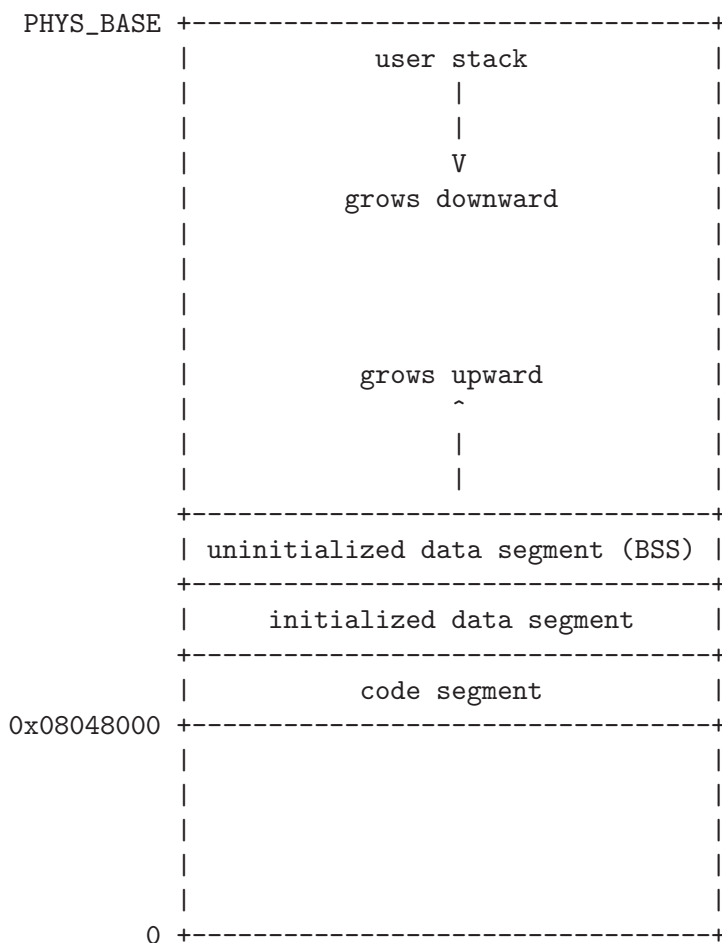 PHYS_BASE +----------------------------------+
| user stack |
| | |
| | |
| V |
| grows downward |
| |
| |
| |
| |
| grows upward |
| ^ |
| | |
| | |
+----------------------------------+
| uninitialized data segment (BSS) |
+----------------------------------+
| initialized data segment |
+----------------------------------+
| code segment |
0x08048000 +----------------------------------+
| |
| |
| |
| |
| |
0 +----------------------------------+